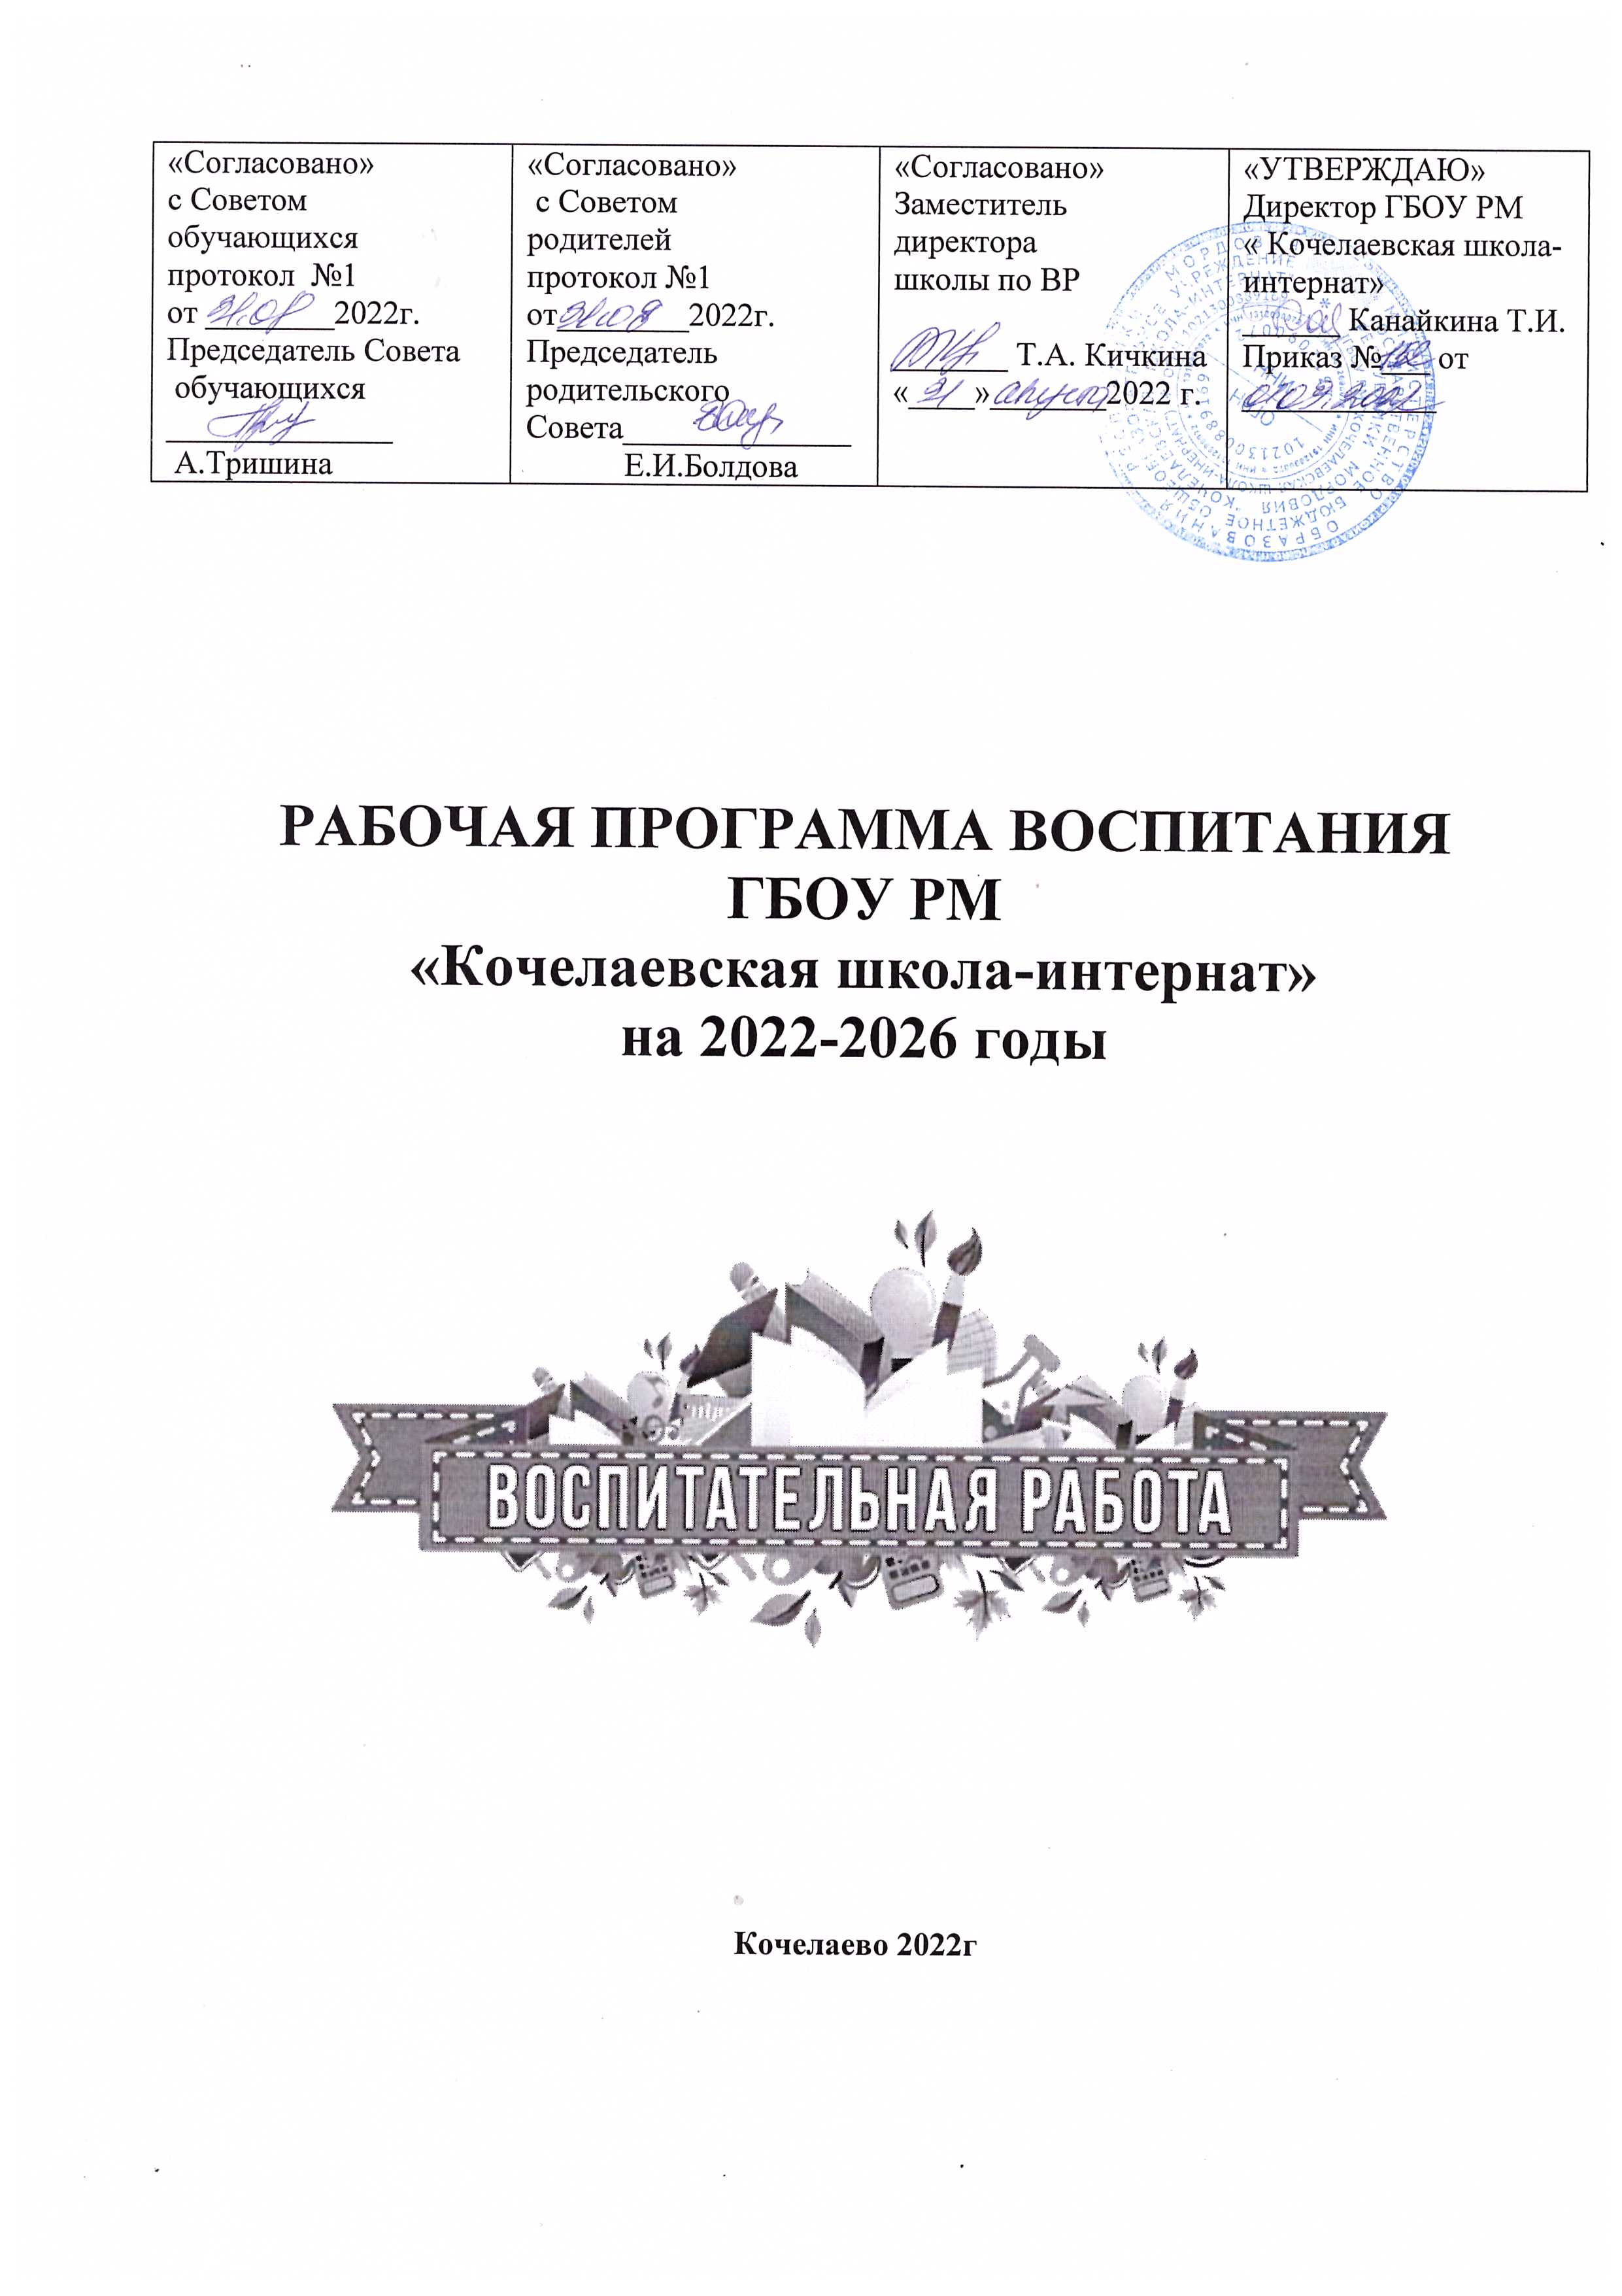 «Согласовано»
с Советом
обучающихся
протокол №1
от 31.08 2022г.
Председатель Совета
обучающихся
А.Тришина
«Согласовано»
с Советом
родителей
протокол №1
от 31.08 2022г.
Председатель
родительского
Совета
Е.И.Болдова
«Согласовано»
Заместитель
директора
школы по ВР
Т.А. Кичкина
« 31 » августа 2022 г.
«УТВЕРЖДАЮ»
Директор ГБОУ РМ
« Кочелаевская школа-
интернат»
Канайкина Т.И.
Приказ № от
01.09.2022
РАБОЧАЯ ПРОГРАММА ВОСПИТАНИЯ
ГБОУ РМ
«Кочелаевская школа-интернат»
на 2022-2026 годы
ВОСПИТАТЕЛЬНАЯ РАБОТА
Кочелаево 2022г